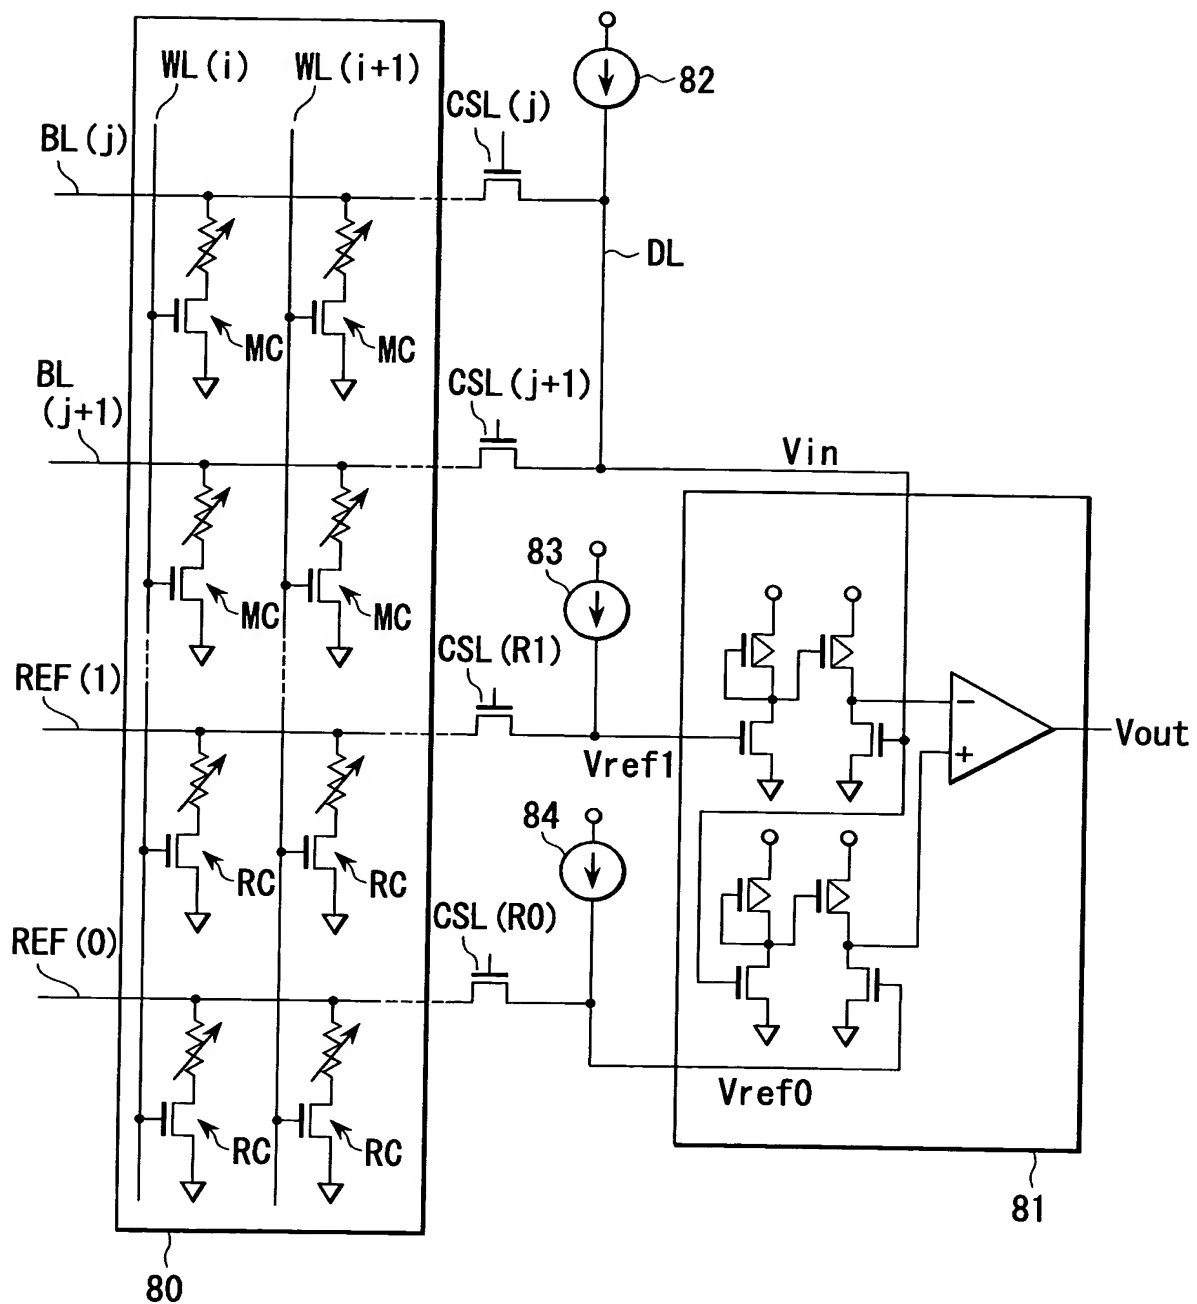 WL(i)
WL(i+1)
82
CSL(j)
BL(j)
DL
MC
MC
BL
(j+1)
CSL(j+1)
Vin
83
MC
MC
CSL(R1)
REF(1)
−
Vout
Vref1
+
84
RC
RC
CSL(R0)
REF(0)
Vref0
RC
RC
81
80